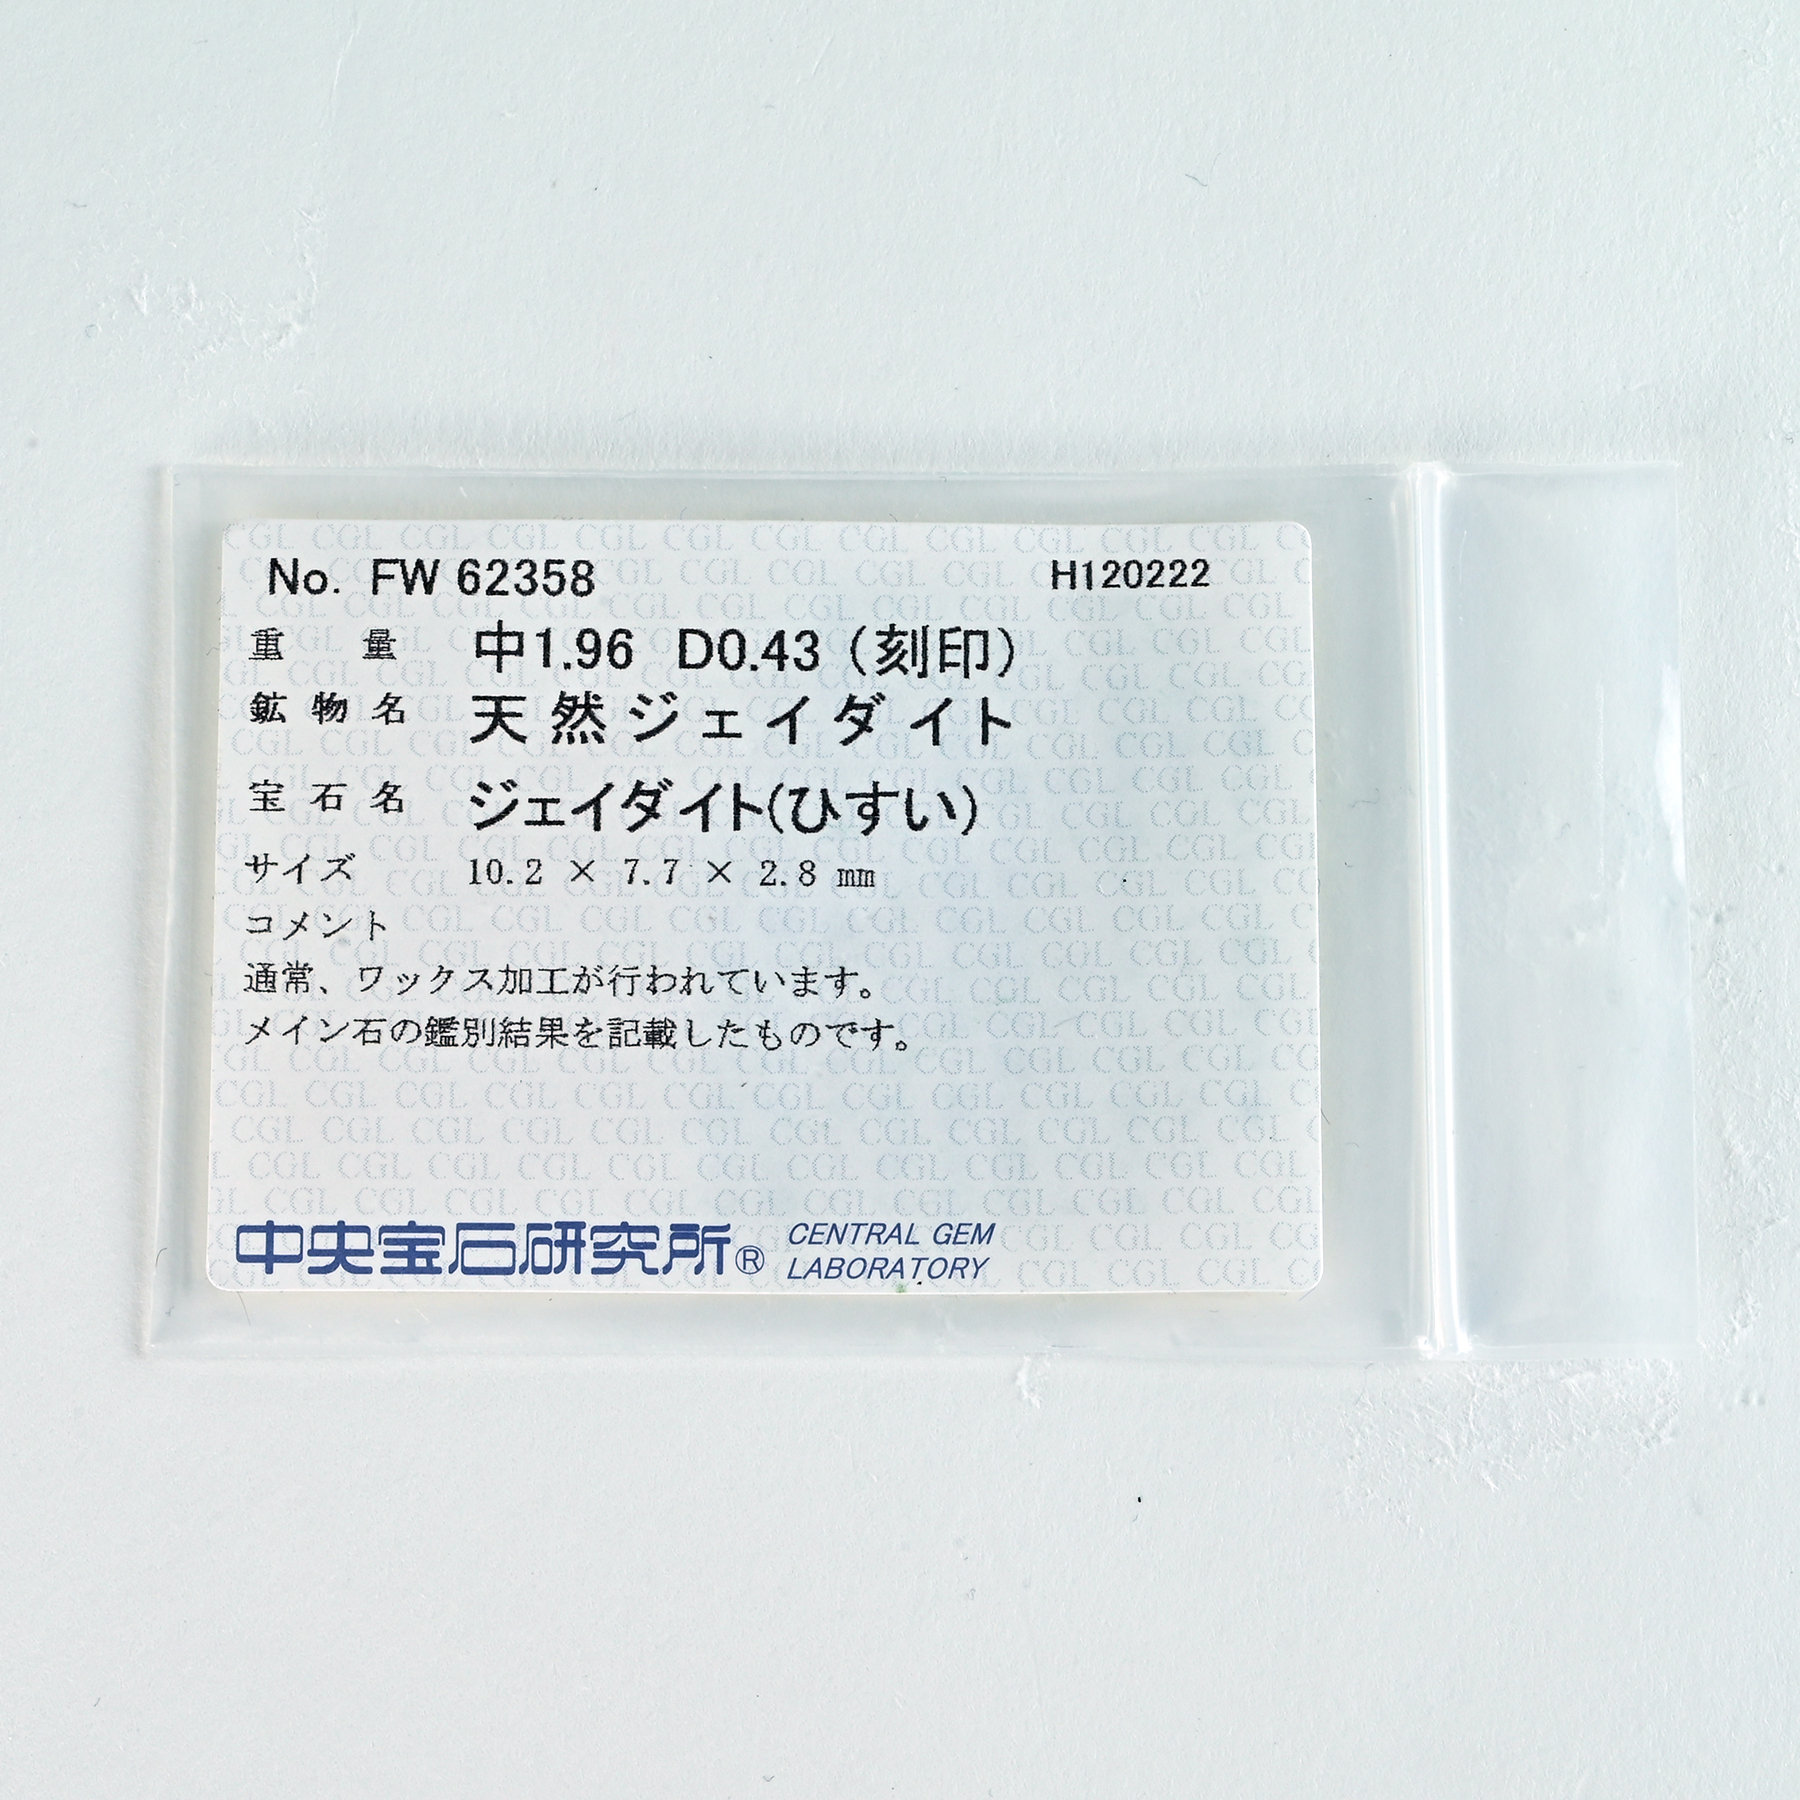 No. FW 62358 H120222
重量 中1.96 D0.43 (刻印)
鉱物名 天然ジェイダイト
宝石名 ジェイダイト(ひすい)
サイズ 10.2 × 7.7 × 2.8 mm
コメント
通常、ワックス加工が行われています。
メイン石の鑑別結果を記載したものです。
中央宝石研究所® CENTRAL GEM
LABORATORY